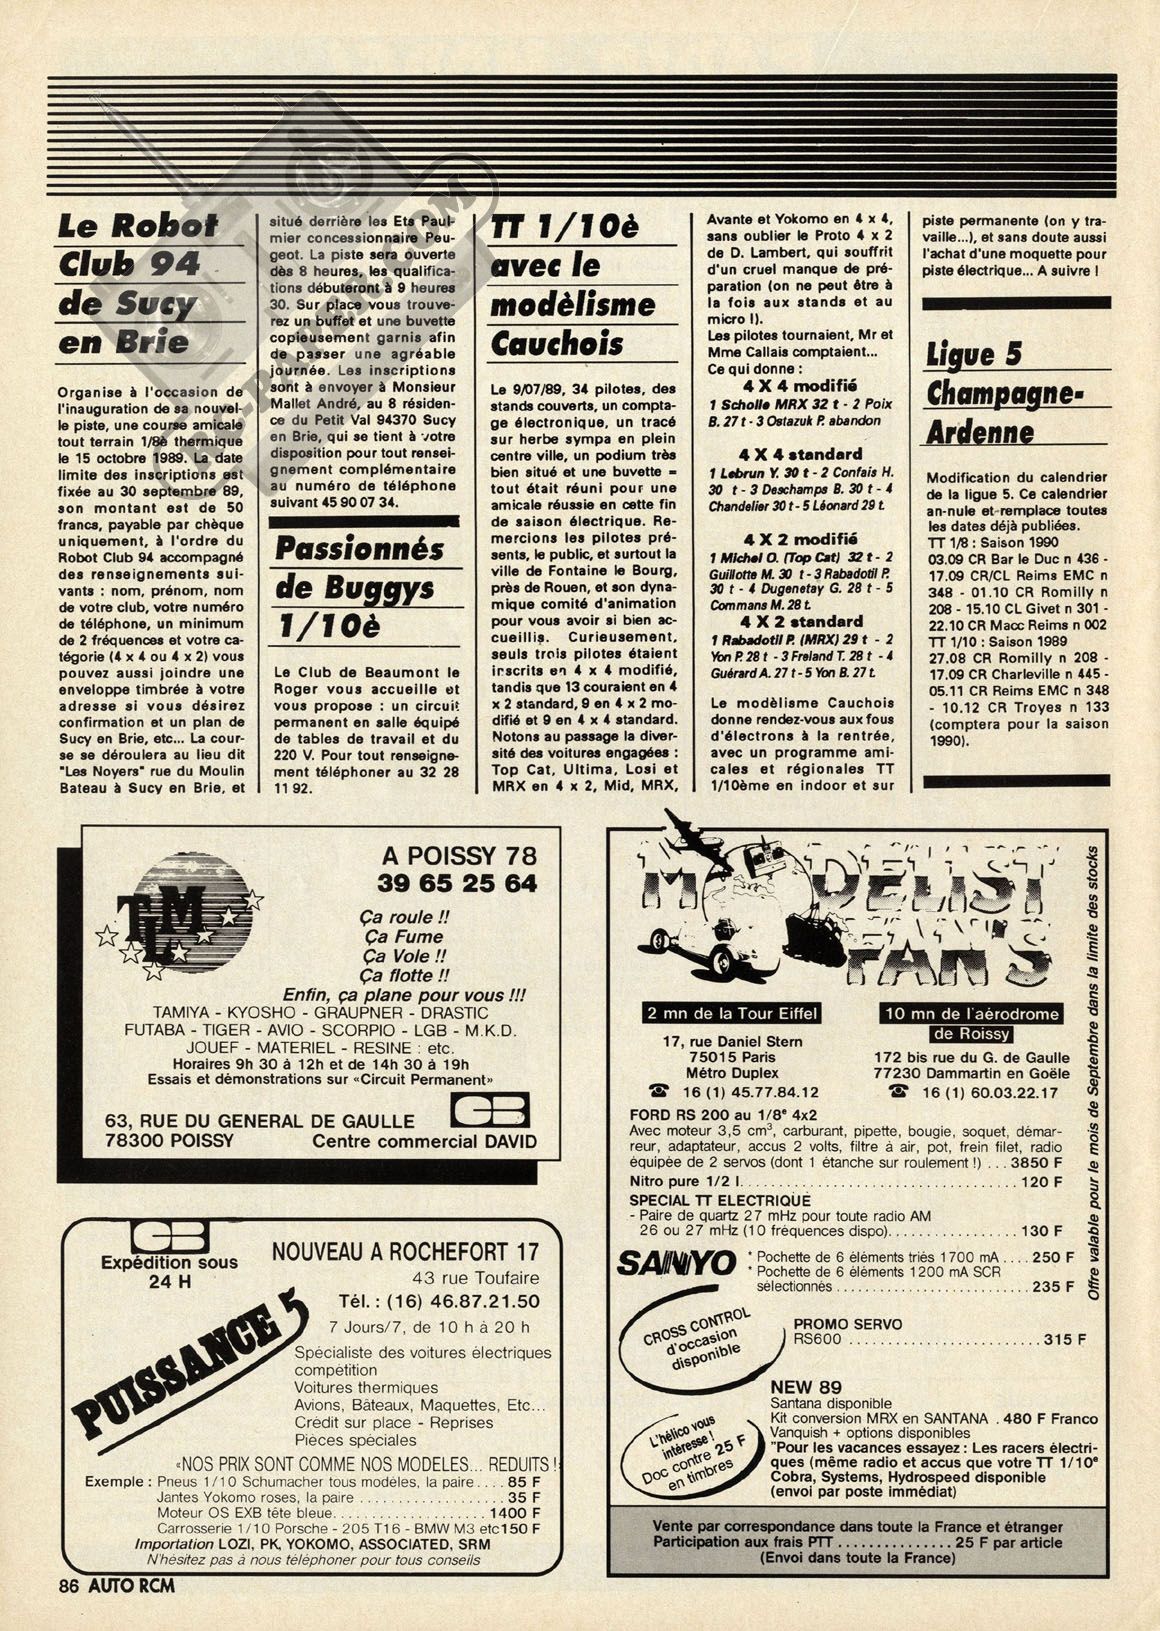 Le Robot
Club 94
de Sucy
en Brie
Organise à l'occasion de
l'inauguration de sa nouvel-
le piste, une course amicale
tout terrain 1/8è thermique
le 15 octobre 1989. La date
limite des inscriptions est
fixée au 30 septembre 89,
son montant est de 50
francs, payable par chèque
uniquement, à l'ordre du
Robot Club 94 accompagné
des renseignements sui-
vants : nom, prénom, nom
de votre club, votre numéro
de téléphone, un minimum
de 2 fréquences et votre ca-
tégorie (4 x 4 ou 4 x 2) vous
pouvez aussi joindre une
enveloppe timbrée à votre
adresse si vous désirez
confirmation et un plan de
Sucy en Brie, etc... La cour-
se se déroulera au lieu dit
"Les Noyers" rue du Moulin
Bateau à Sucy en Brie, et
situé derrière les Ets Paul-
mier concessionnaire Peu-
geot. La piste sera ouverte
dès 8 heures, les qualifica-
tions débuteront à 9 heures
30. Sur place vous trouve-
rez un buffet et une buvette
copieusement garnis afin
de passer une agréable
journée. Les inscriptions
sont à envoyer à Monsieur
Mallet André, au 8 résiden-
ce du Petit Val 94370 Sucy
en Brie, qui se tient à votre
disposition pour tout rensei-
gnement complémentaire
au numéro de téléphone
suivant 45 90 07 34.
Passionnés
de Buggys
1/10è
Le Club de Beaumont le
Roger vous accueille et
vous propose : un circuit
permanent en salle équipé
de tables de travail et du
220 V. Pour tout renseigne-
ment téléphoner au 32 28
11 92.
TT 1/10è
avec le
modèlisme
Cauchois
Le 9/07/89, 34 pilotes, des
stands couverts, un compta-
ge électronique, un tracé
sur herbe sympa en plein
centre ville, un podium très
bien situé et une buvette =
tout était réuni pour une
amicale réussie en cette fin
de saison électrique. Re-
mercions les pilotes pré-
sents, le public, et surtout la
ville de Fontaine le Bourg,
près de Rouen, et son dyna-
mique comité d'animation
pour vous avoir si bien ac-
cueillis. Curieusement,
seuls trois pilotes étaient
inscrits en 4 x 4 modifié,
tandis que 13 couraient en 4
x 2 standard, 9 en 4 x 2 mo-
difié et 9 en 4 x 4 standard.
Notons au passage la diver-
sité des voitures engagées :
Top Cat, Ultima, Losi et
MRX en 4 x 2, Mid, MRX,
Avante et Yokomo en 4 x 4,
sans oublier le Proto 4 x 2
de D. Lambert, qui souffrit
d'un cruel manque de pré-
paration (on ne peut être à
la fois aux stands et au
micro !).
Les pilotes tournaient, Mr et
Mme Callais comptaient...
Ce qui donne :
4 X 4 modifié
1 Scholle MRX 32 t - 2 Poix
B. 27 t - 3 Ostazuk P. abandon
4 X 4 standard
1 Lebrun Y. 30 t - 2 Confais H.
30 t - 3 Deschamps B. 30 t - 4
Chandelier 30 t - 5 Léonard 29 t.
4 X 2 modifié
1 Michel O. (Top Cat) 32 t - 2
Guillotte M. 30 t - 3 Rabadotil P.
30 t - 4 Dugenetay G. 28 t - 5
Commans M. 28 t.
4 X 2 standard
1 Rabadotil P. (MRX) 29 t - 2
Yon P. 28 t - 3 Freland T. 28 t - 4
Guérard A. 27 t - 5 Yon B. 27 t.
Le modèlisme Cauchois
donne rendez-vous aux fous
d'électrons à la rentrée,
avec un programme ami-
cales et régionales TT
1/10ème en indoor et sur
piste permanente (on y tra-
vaille...), et sans doute aussi
l'achat d'une moquette pour
piste électrique... A suivre !
Ligue 5
Champagne-
Ardenne
Modification du calendrier
de la ligue 5. Ce calendrier
an-nule et remplace toutes
les dates déjà publiées.
TT 1/8 : Saison 1990
03.09 CR Bar le Duc n 436 -
17.09 CR/CL Reims EMC n
348 - 01.10 CR Romilly n
208 - 15.10 CL Givet n 301 -
22.10 CR Macc Reims n 002
TT 1/10 : Saison 1989
27.08 CR Romilly n 208 -
17.09 CR Charleville n 445 -
05.11 CR Reims EMC n 348
- 10.12 CR Troyes n 133
(comptera pour la saison
1990).
RC-PAPER.COM
TLM
A POISSY 78
39 65 25 64
Ça roule !!
Ça Fume
Ça Vole !!
Ça flotte !!
Enfin, ça plane pour vous !!!
TAMIYA - KYOSHO - GRAUPNER - DRASTIC
FUTABA - TIGER - AVIO - SCORPIO - LGB - M.K.D.
JOUEF - MATERIEL - RESINE : etc.
Horaires 9h 30 à 12h et de 14h 30 à 19h
Essais et démonstrations sur «Circuit Permanent»
63, RUE DU GENERAL DE GAULLE
78300 POISSY Centre commercial DAVID
Expédition sous
24 H
PUISSANCE 5
NOUVEAU A ROCHEFORT 17
43 rue Toufaire
Tél. : (16) 46.87.21.50
7 Jours/7, de 10 h à 20 h
Spécialiste des voitures électriques
compétition
Voitures thermiques
Avions, Bâteaux, Maquettes, Etc...
Crédit sur place - Reprises
Pièces spéciales
«NOS PRIX SONT COMME NOS MODELES... REDUITS !»
Exemple : Pneus 1/10 Schumacher tous modèles, la paire .... 85 F
Jantes Yokomo roses, la paire .................. 35 F
Moteur OS EXB tête bleue .................. 1400 F
Carrosserie 1/10 Porsche - 205 T16 - BMW M3 etc 150 F
Importation LOZI, PK, YOKOMO, ASSOCIATED, SRM
N'hésitez pas à nous téléphoner pour tous conseils
MODELIST
FAN'S
2 mn de la Tour Eiffel
17, rue Daniel Stern
75015 Paris
Métro Duplex
☎ 16 (1) 45.77.84.12
10 mn de l'aérodrome
de Roissy
172 bis rue du G. de Gaulle
77230 Dammartin en Goële
☎ 16 (1) 60.03.22.17
FORD RS 200 au 1/8e 4x2
Avec moteur 3,5 cm³, carburant, pipette, bougie, soquet, démar-
reur, adaptateur, accus 2 volts, filtre à air, pot, frein filet, radio
équipée de 2 servos (dont 1 étanche sur roulement !) ... 3850 F
Nitro pure 1/2 l. .................. 120 F
SPECIAL TT ELECTRIQUE
- Paire de quartz 27 mHz pour toute radio AM
26 ou 27 mHz (10 fréquences dispo) .................. 130 F
SANYO
* Pochette de 6 éléments triés 1700 mA .... 250 F
* Pochette de 6 éléments 1200 mA SCR
sélectionnés .................. 235 F
CROSS CONTROL
d'occasion
disponible
PROMO SERVO
RS600 .................. 315 F
L'hélico vous
intéresse !
Doc contre 25 F
en timbres
NEW 89
Santana disponible
Kit conversion MRX en SANTANA . 480 F Franco
Vanquish + options disponibles
"Pour les vacances essayez : Les racers électri-
ques (même radio et accus que votre TT 1/10e
Cobra, Systems, Hydrospeed disponible
(envoi par poste immédiat)
Vente par correspondance dans toute la France et étranger
Participation aux frais PTT ............... 25 F par article
(Envoi dans toute la France)
Offre valable pour le mois de Septembre dans la limite des stocks
86 AUTO RCM